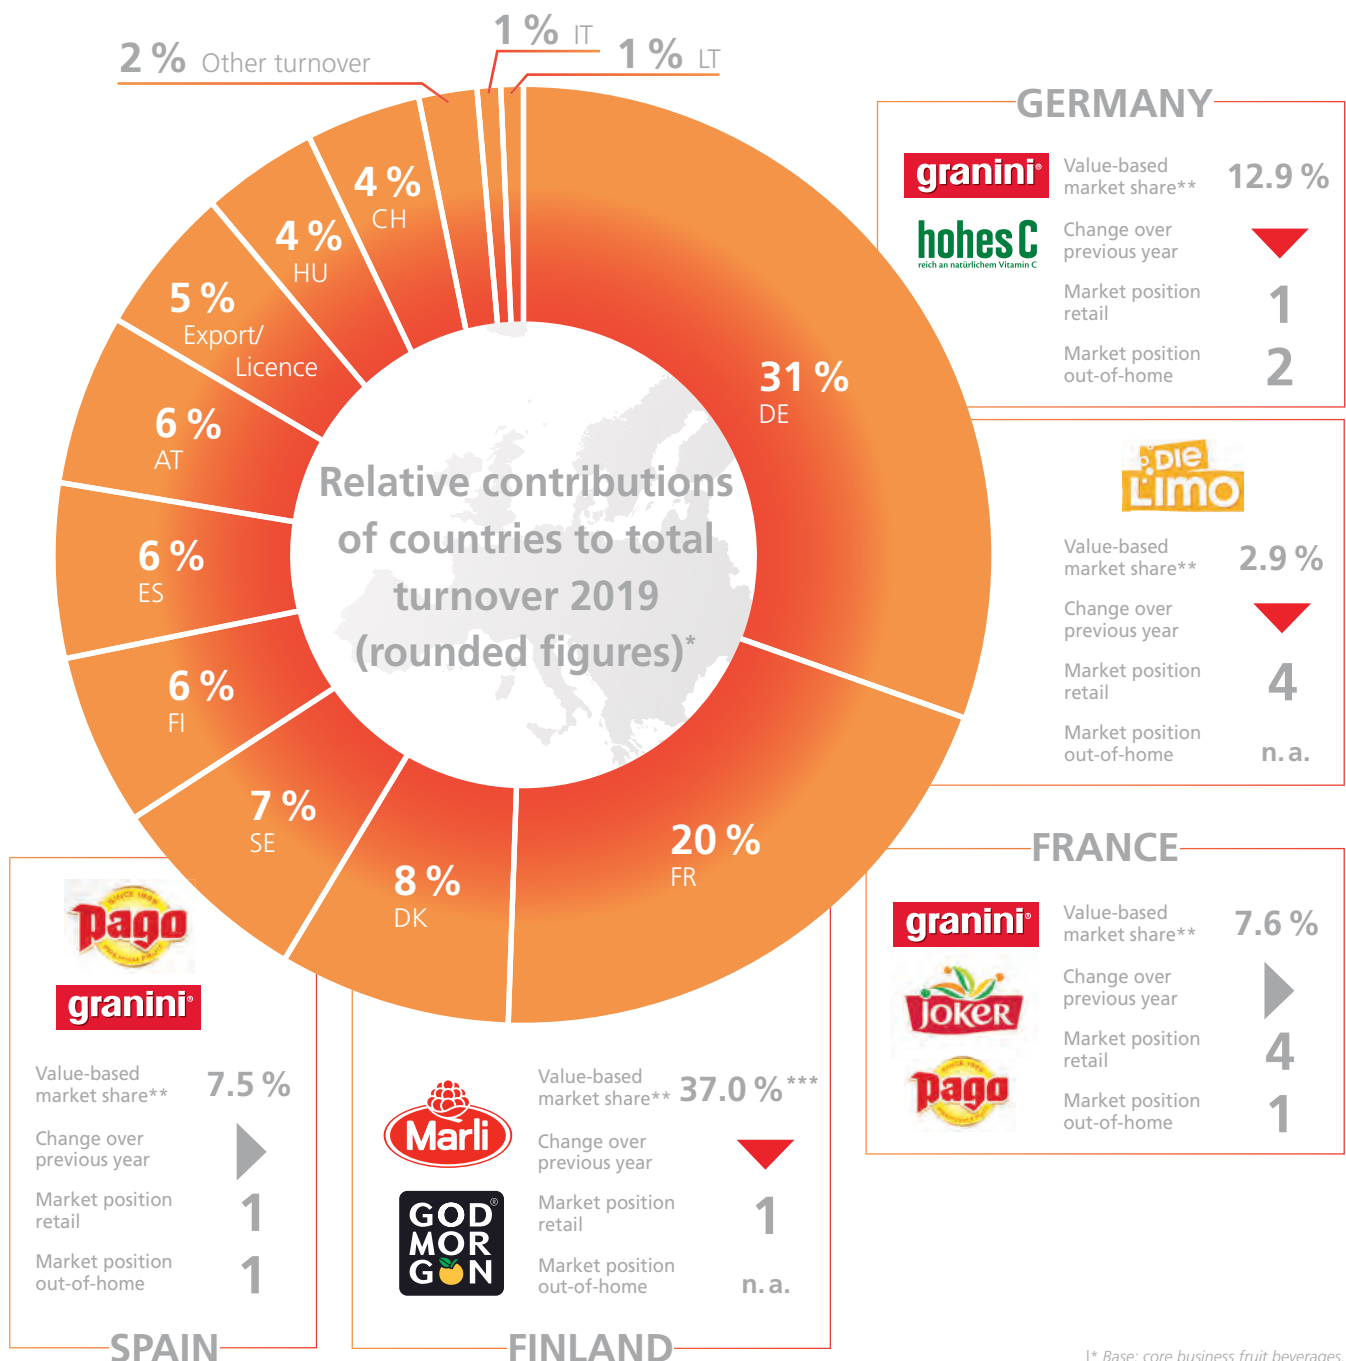 1 % IT
2 % Other turnover
1 % LT
31 %
DE
20 %
FR
8 %
DK
7 %
SE
6 %
FI
6 %
ES
6 %
AT
5 %
Export/
Licence
4 %
HU
4 %
CH
Relative contributions
of countries to total
turnover 2019
(rounded figures)*
GERMANY
granini®
hohes C
reich an natürlichem Vitamin C
Value-based
market share** 12.9 %
Change over
previous year
Market position
retail 1
Market position
out-of-home 2
DIE
LIMO
Value-based
market share** 2.9 %
Change over
previous year
Market position
retail 4
Market position
out-of-home n. a.
FRANCE
granini®
JOKER
SINCE 1888
Pago
Value-based
market share** 7.6 %
Change over
previous year
Market position
retail 4
Market position
out-of-home 1
SINCE 1888
Pago
PREMIUM FRUIT
granini®
Value-based
market share** 7.5 %
Change over
previous year
Market position
retail 1
Market position
out-of-home 1
SPAIN
Marli
GOD®
MOR
GON
Value-based
market share** 37.0 % ***
Change over
previous year
Market position
retail 1
Market position
out-of-home n. a.
FINLAND
|* Base: core business fruit beverages.